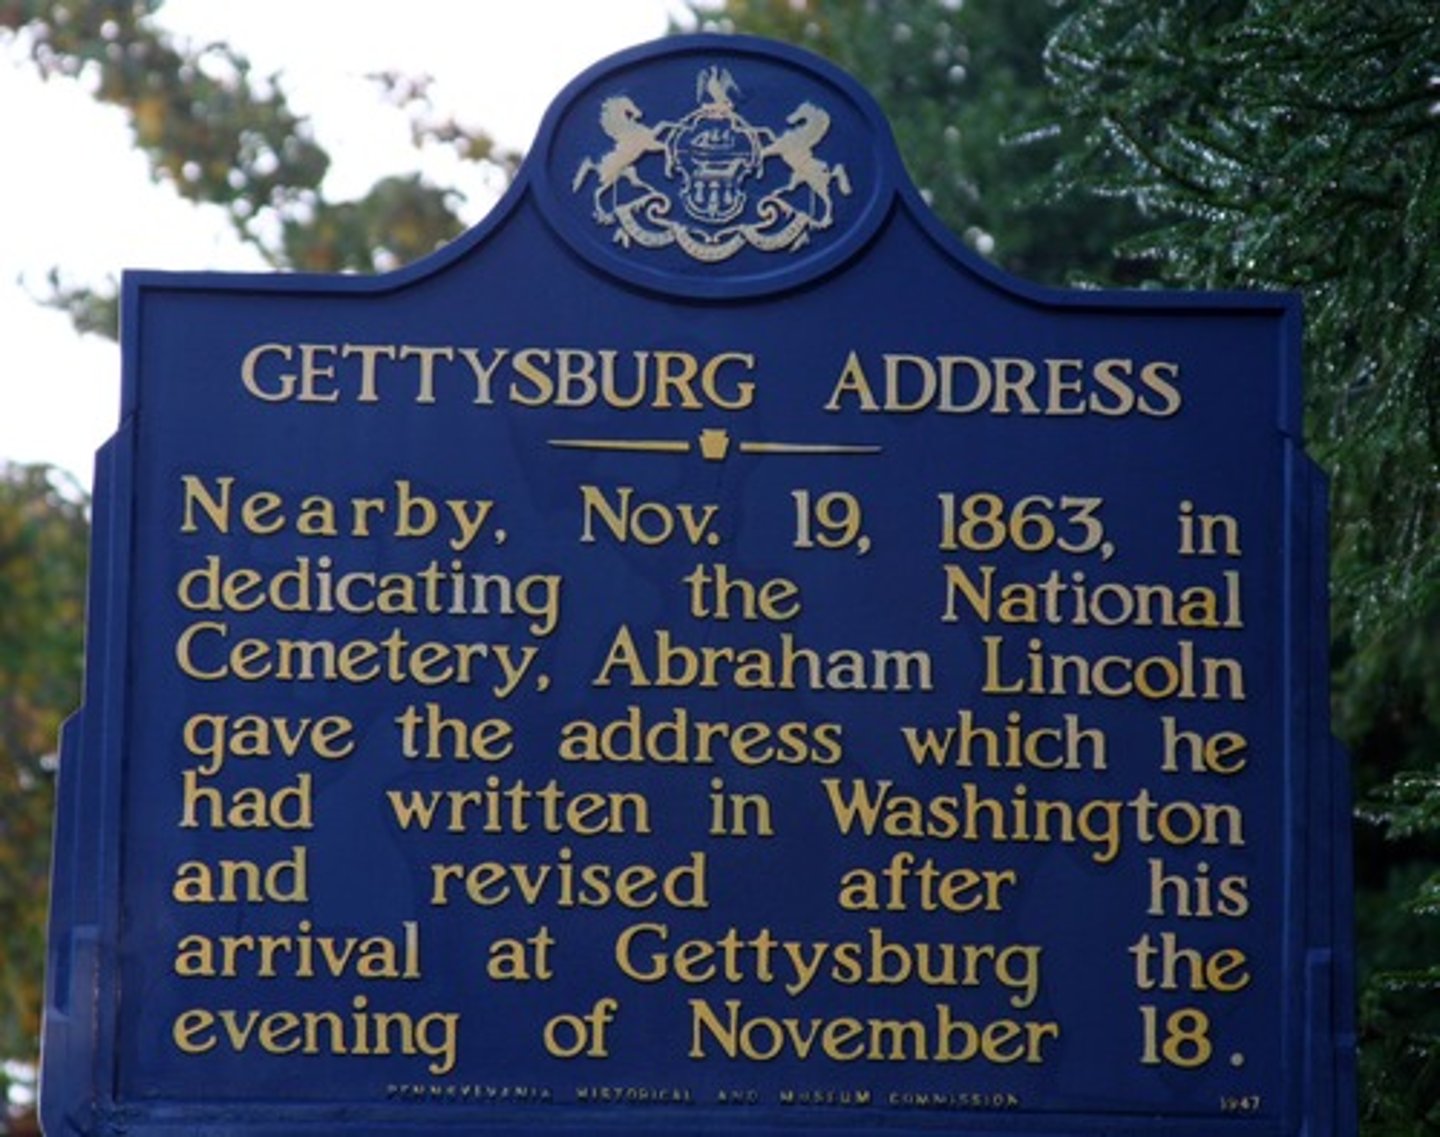 GETTYSBURG ADDRESS
Nearby, Nov. 19, 1863, in
dedicating the National
Cemetery, Abraham Lincoln
gave the address which he
had written in Washington
and revised after his
arrival at Gettysburg the
evening of November 18.
PENNSYLVANIA HISTORICAL AND MUSEUM COMMISSION 1947